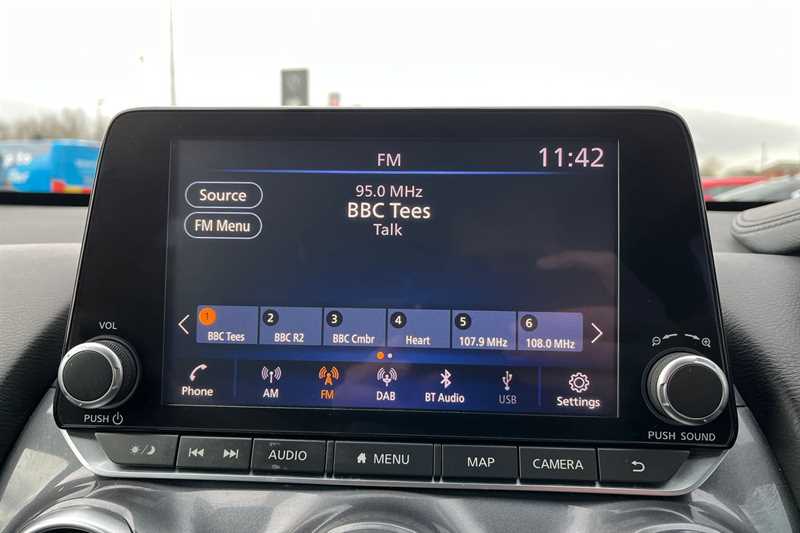 FM
11:42
Source
FM Menu
95.0 MHz
BBC Tees
Talk
1
BBC Tees
2
BBC R2
3
BBC Cmbr
4
Heart
5
107.9 MHz
6
108.0 MHz
Phone
AM
FM
DAB
BT Audio
USB
Settings
VOL
PUSH
PUSH SOUND
AUDIO
MENU
MAP
CAMERA